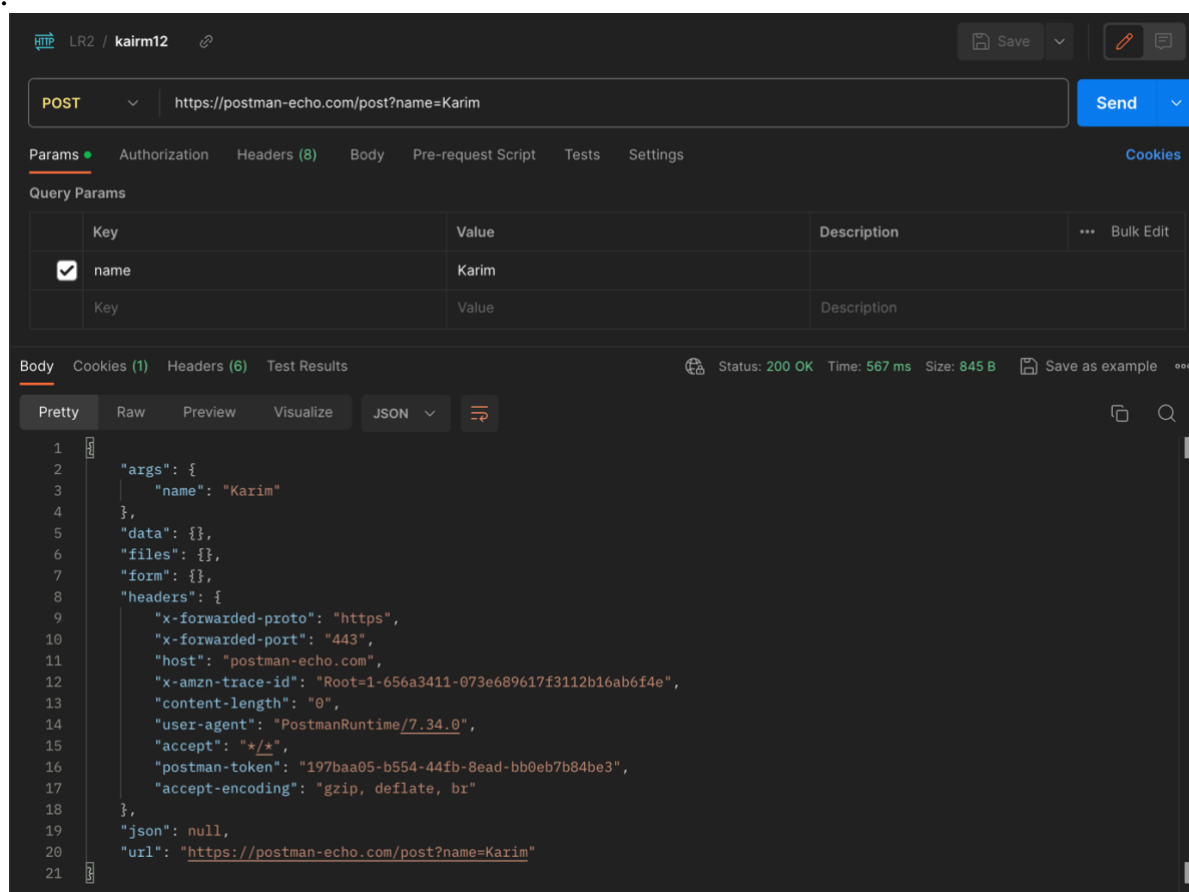 HTTP LR2 / kairm12 Save
POST https://postman-echo.com/post?name=Karim Send
Params Authorization Headers (8) Body Pre-request Script Tests Settings Cookies
Query Params
Key Value Description ••• Bulk Edit
name Karim
Key Value Description
Body Cookies (1) Headers (6) Test Results Status: 200 OK Time: 567 ms Size: 845 B Save as example
Pretty Raw Preview Visualize JSON
1 {
2 "args": {
3 "name": "Karim"
4 },
5 "data": {},
6 "files": {},
7 "form": {},
8 "headers": {
9 "x-forwarded-proto": "https",
10 "x-forwarded-port": "443",
11 "host": "postman-echo.com",
12 "x-amzn-trace-id": "Root=1-656a3411-073e689617f3112b16ab6f4e",
13 "content-length": "0",
14 "user-agent": "PostmanRuntime/7.34.0",
15 "accept": "*/*",
16 "postman-token": "197baa05-b554-44fb-8ead-bb0eb7b84be3",
17 "accept-encoding": "gzip, deflate, br"
18 },
19 "json": null,
20 "url": "https://postman-echo.com/post?name=Karim"
21 }